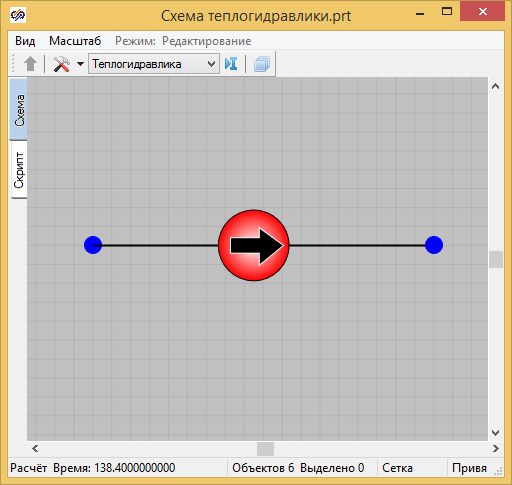 Схема теплогидравлики.prt
Вид Масштаб Режим: Редактирование
Теплогидравлика
Схема
Скрипт
Расчёт Время: 138.4000000000 Объектов 6 Выделено 0 Сетка Привя